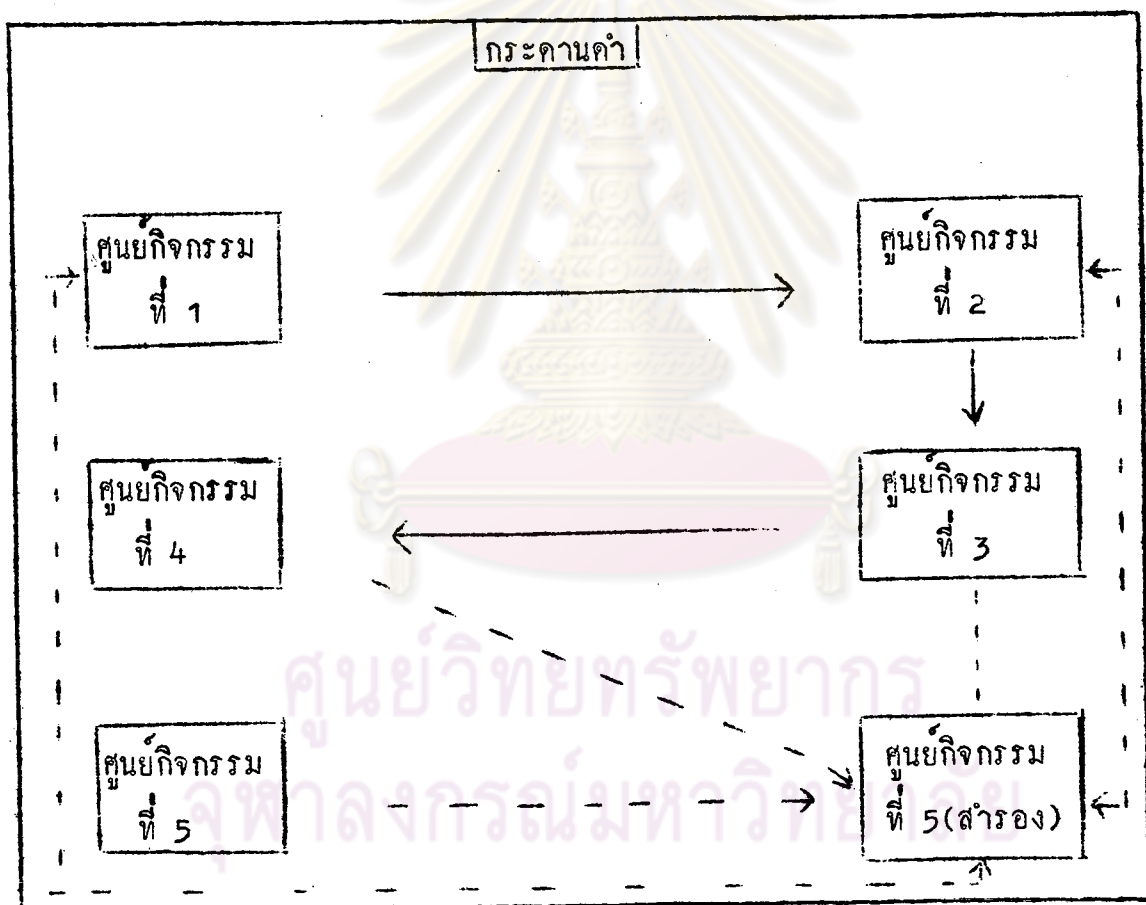 กระดานดำ
ศูนย์กิจกรรม
ที่ 1
ศูนย์กิจกรรม
ที่ 2
ศูนย์กิจกรรม
ที่ 4
ศูนย์กิจกรรม
ที่ 3
ศูนย์วิทยทรัพยากร
จุฬาลงกรณ์มหาวิทยาลัย
ศูนย์กิจกรรม
ที่ 5
ศูนย์กิจกรรม
ที่ 5(สำรอง)